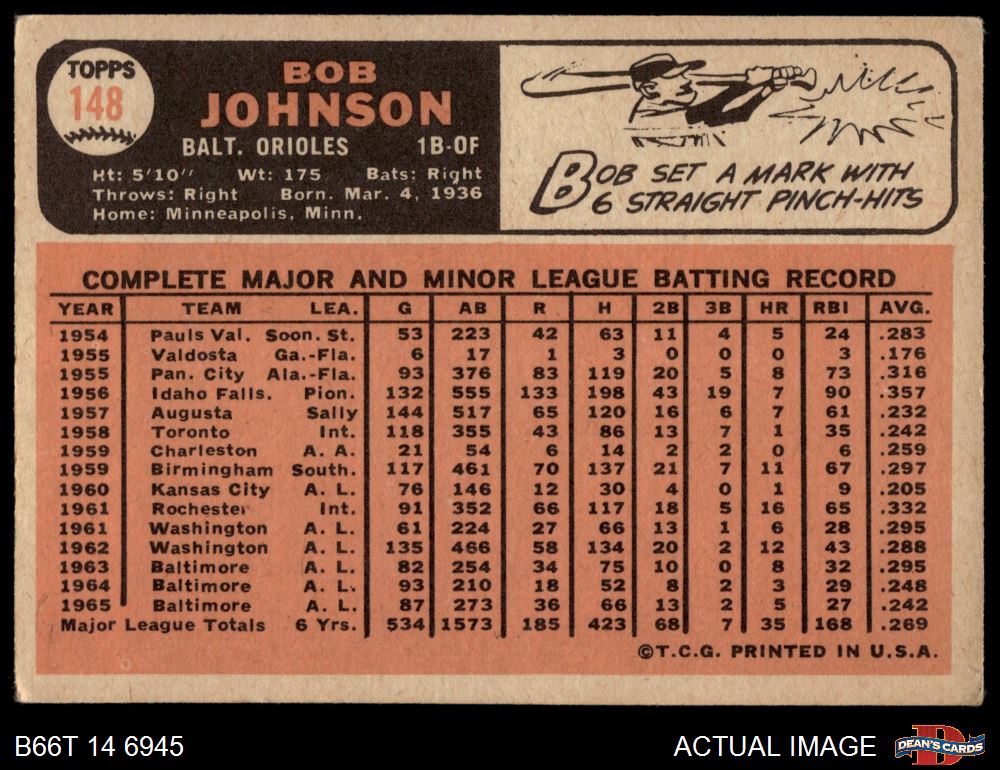 TOPPS
148
BOB
JOHNSON
BALT. ORIOLES 1B-OF
Ht: 5'10" Wt: 175 Bats: Right
Throws: Right Born. Mar. 4, 1936
Home: Minneapolis, Minn.
BOB SET A MARK WITH
6 STRAIGHT PINCH-HITS
COMPLETE MAJOR AND MINOR LEAGUE BATTING RECORD
YEAR TEAM LEA. G AB R H 2B 3B HR RBI AVG.
1954 Pauls Val. Soon. St. 53 223 42 63 11 4 5 24 .283
1955 Valdosta Ga.-Fla. 6 17 1 3 0 0 0 3 .176
1955 Pan. City Ala.-Fla. 93 376 83 119 20 5 8 73 .316
1956 Idaho Falls. Pion. 132 555 133 198 43 19 7 90 .357
1957 Augusta Sally 144 517 65 120 16 6 7 61 .232
1958 Toronto Int. 118 355 43 86 13 7 1 35 .242
1959 Charleston A. A. 21 54 6 14 2 2 0 6 .259
1959 Birmingham South. 117 461 70 137 21 7 11 67 .297
1960 Kansas City A. L. 76 146 12 30 4 0 1 9 .205
1961 Rochester Int. 91 352 66 117 18 5 16 65 .332
1961 Washington A. L. 61 224 27 66 13 1 6 28 .295
1962 Washington A. L. 135 466 58 134 20 2 12 43 .288
1963 Baltimore A. L. 82 254 34 75 10 0 8 32 .295
1964 Baltimore A. L. 93 210 18 52 8 2 3 29 .248
1965 Baltimore A. L. 87 273 36 66 13 2 5 27 .242
Major League Totals 6 Yrs. 534 1573 185 423 68 7 35 168 .269
©T.C.G. PRINTED IN U.S.A.
B66T 14 6945 ACTUAL IMAGE
DEAN'S CARDS